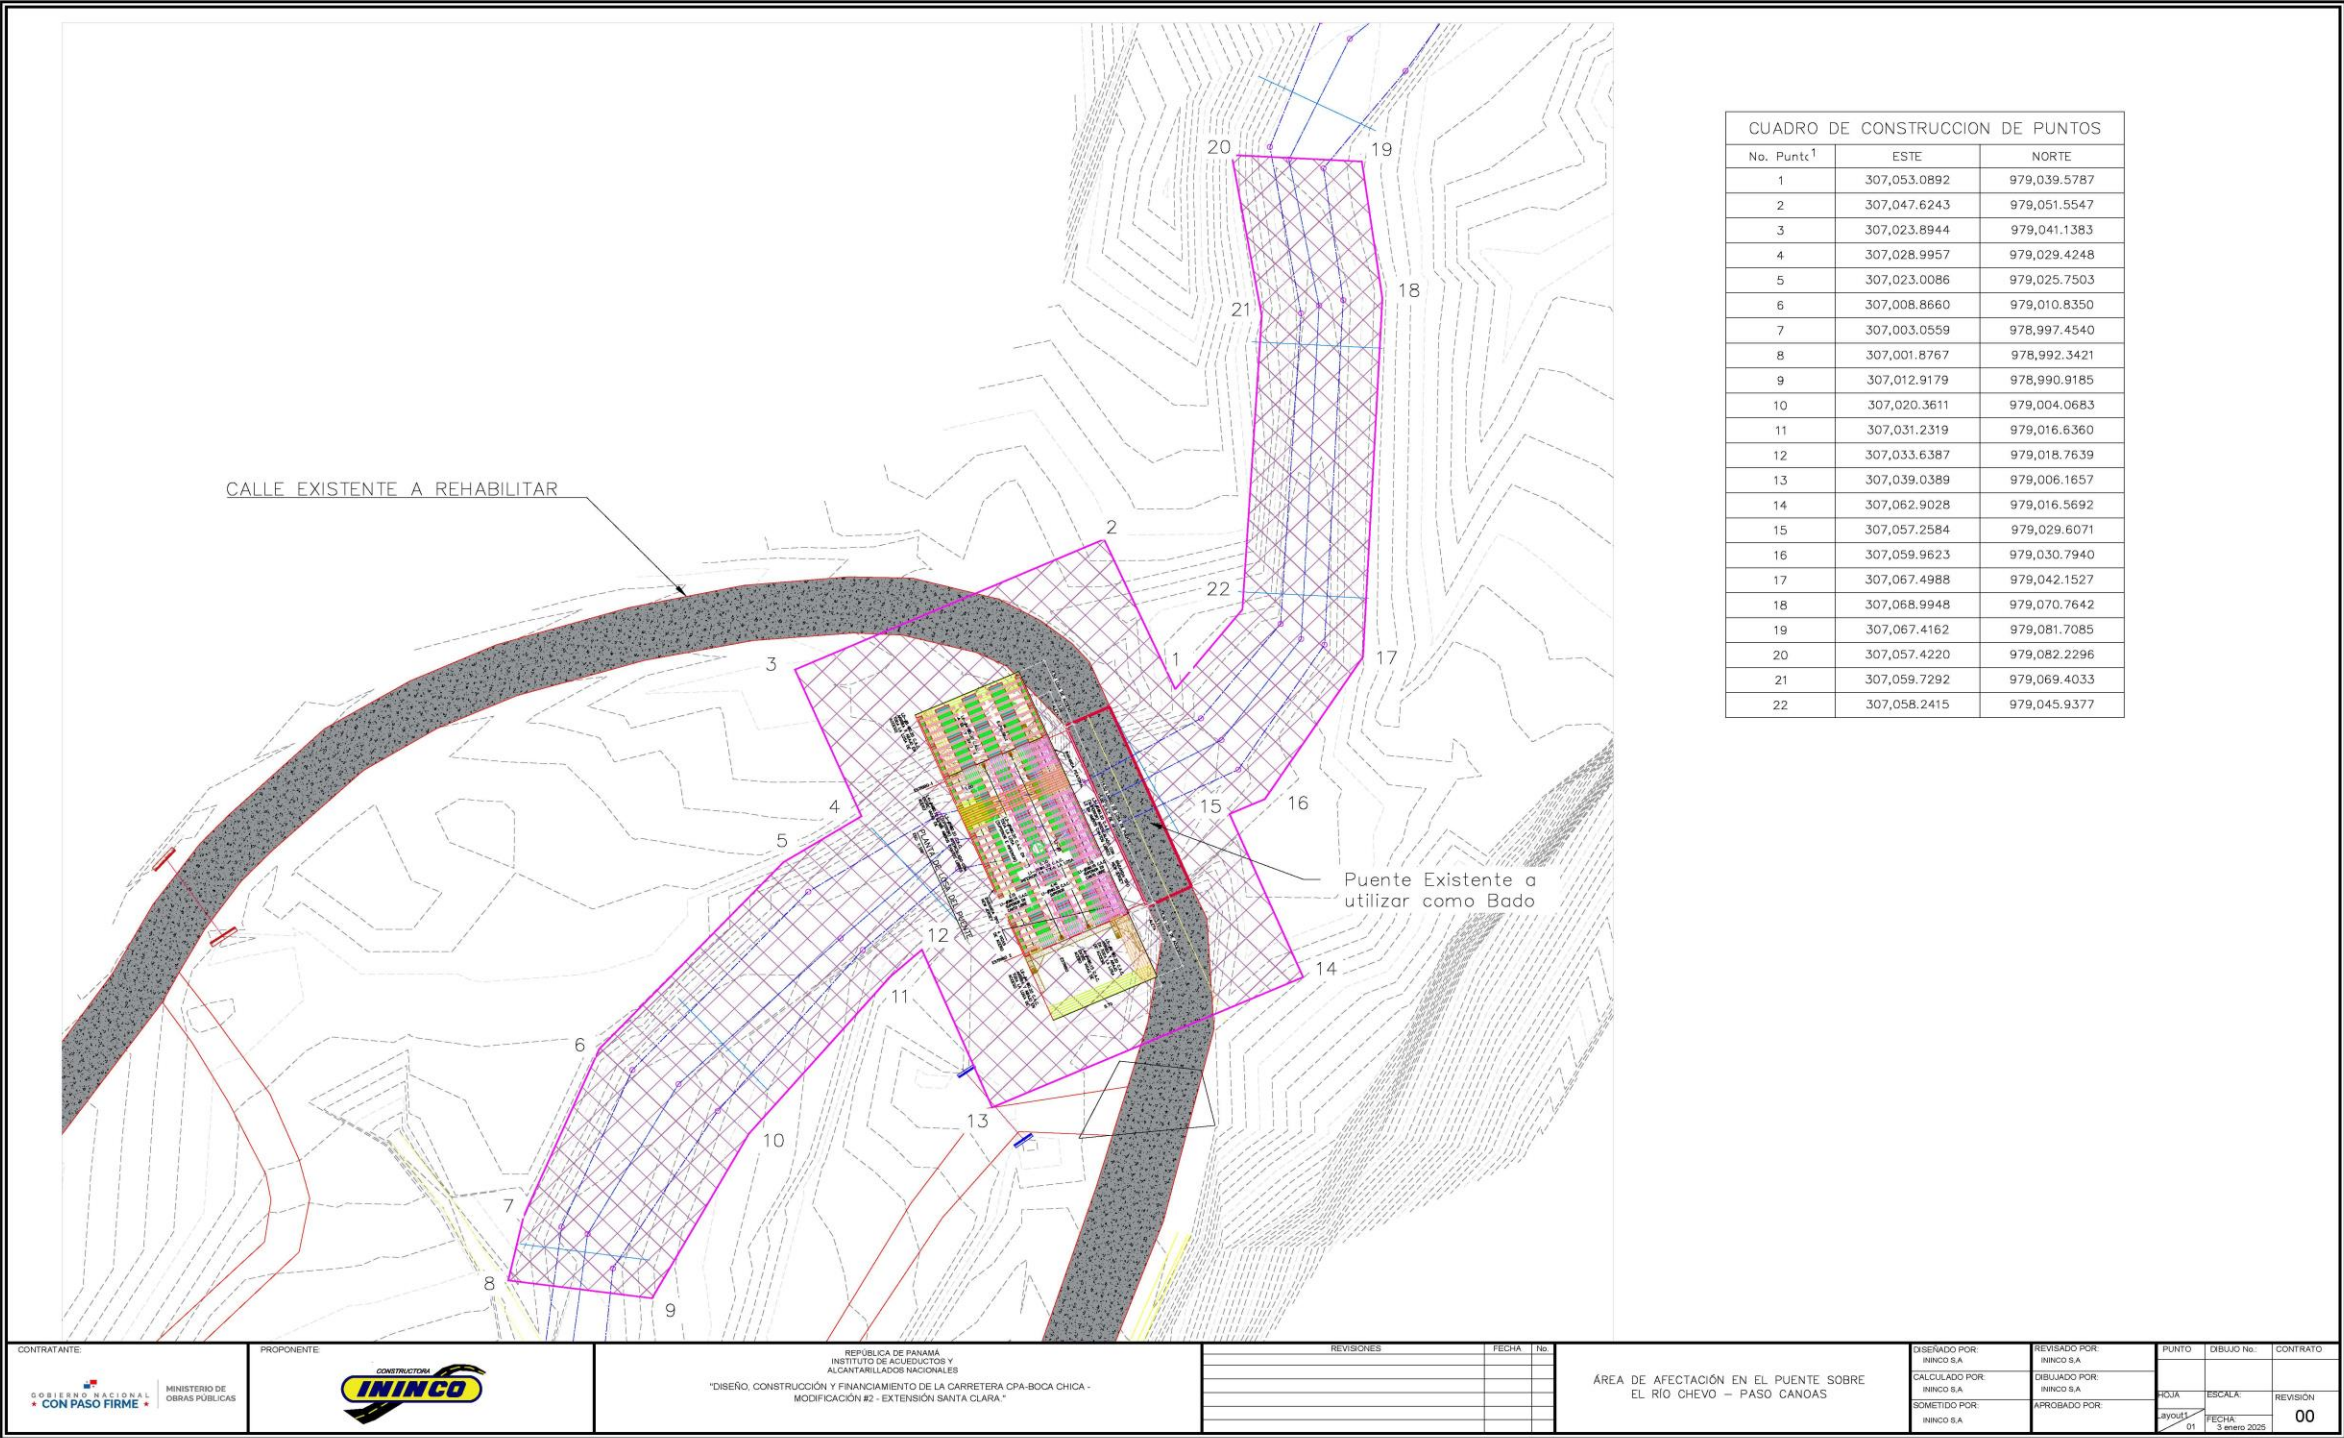 CUADRO DE CONSTRUCCION DE PUNTOS
No. Punto1 ESTE NORTE
1 307,053.0892 979,039.5787
2 307,047.6243 979,051.5547
3 307,023.8944 979,041.1383
4 307,028.9957 979,029.4248
5 307,023.0086 979,025.7503
6 307,008.8660 979,010.8350
7 307,003.0559 978,997.4540
8 307,001.8767 978,992.3421
9 307,012.9179 978,990.9185
10 307,020.3611 979,004.0683
11 307,031.2319 979,016.6360
12 307,033.6387 979,018.7639
13 307,039.0389 979,006.1657
14 307,062.9028 979,016.5692
15 307,057.2584 979,029.6071
16 307,059.9623 979,030.7940
17 307,067.4988 979,042.1527
18 307,068.9948 979,070.7642
19 307,067.4162 979,081.7085
20 307,057.4220 979,082.2296
21 307,059.7292 979,069.4033
22 307,058.2415 979,045.9377
20
19
18
21
CALLE EXISTENTE A REHABILITAR
2
22
1
17
3
4
15
16
5
PLANTA DE LOSA DEL PUENTE
Puente Existente a
utilizar como Bado
12
14
11
6
13
10
7
8
9
CONTRATANTE:
GOBIERNO NACIONAL
CON PASO FIRME
MINISTERIO DE
OBRAS PÚBLICAS
PROPONENTE:
CONSTRUCTORA
ININCO
REPÚBLICA DE PANAMÁ
INSTITUTO DE ACUEDUCTOS Y
ALCANTARILLADOS NACIONALES
"DISEÑO, CONSTRUCCIÓN Y FINANCIAMIENTO DE LA CARRETERA CPA-BOCA CHICA -
MODIFICACIÓN #2 - EXTENSIÓN SANTA CLARA."
REVISIONES FECHA No.
ÁREA DE AFECTACIÓN EN EL PUENTE SOBRE
EL RÍO CHEVO – PASO CANOAS
DISEÑADO POR:
ININCO S,A
CALCULADO POR:
ININCO S,A
SOMETIDO POR:
ININCO S,A
REVISADO POR:
ININCO S,A
DIBUJADO POR:
ININCO S,A
APROBADO POR:
PUNTO DIBUJO No.: CONTRATO
HOJA ESCALA: REVISIÓN
Layout1
01
FECHA:
3 enero 2025
00